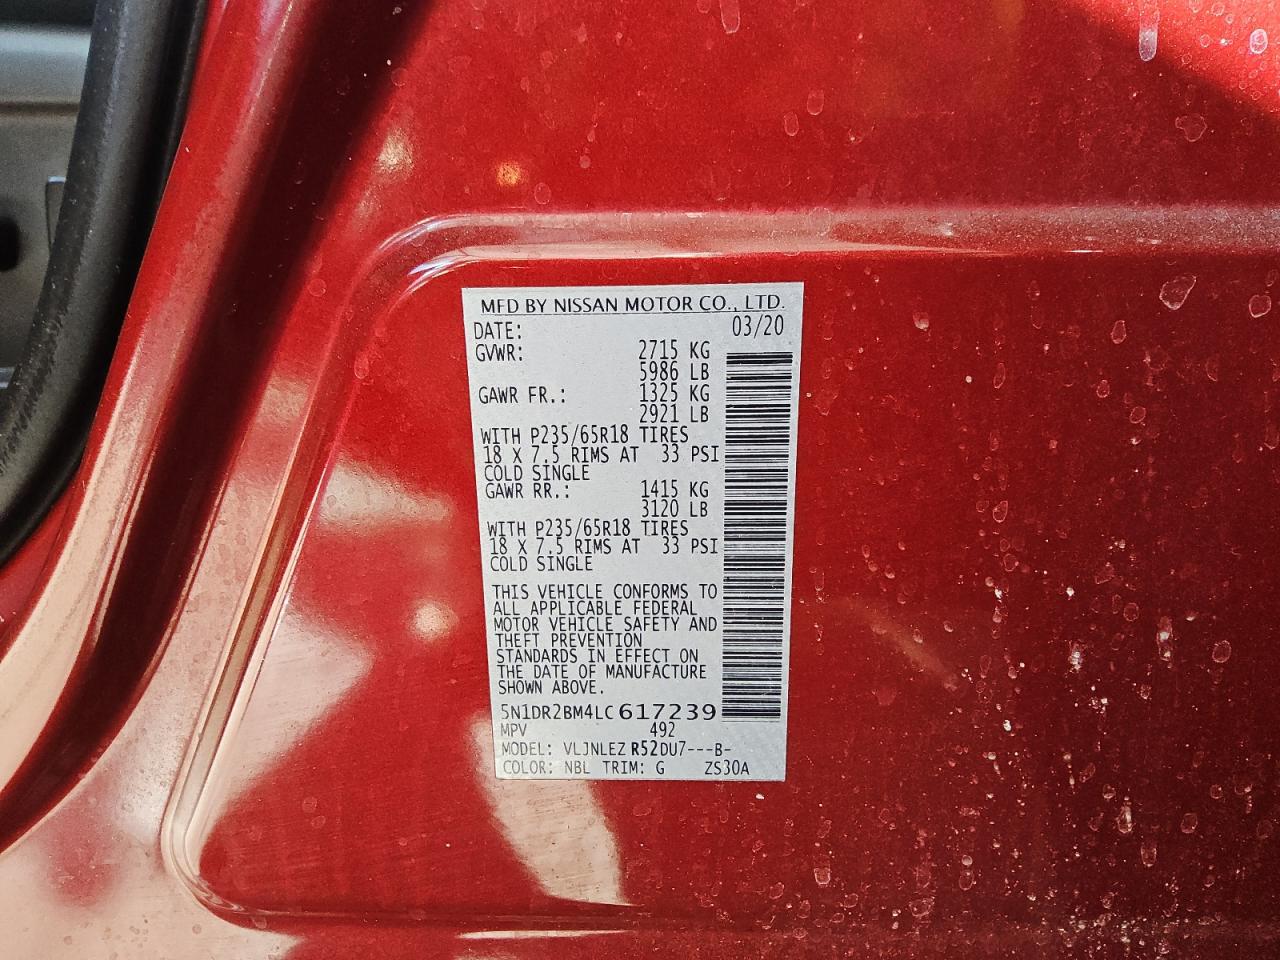 MFD BY NISSAN MOTOR CO., LTD.
DATE: 03/20
GVWR: 2715 KG
5986 LB
GAWR FR.: 1325 KG
2921 LB
WITH P235/65R18 TIRES
18 X 7.5 RIMS AT 33 PSI
COLD SINGLE
GAWR RR.: 1415 KG
3120 LB
WITH P235/65R18 TIRES
18 X 7.5 RIMS AT 33 PSI
COLD SINGLE
THIS VEHICLE CONFORMS TO
ALL APPLICABLE FEDERAL
MOTOR VEHICLE SAFETY AND
THEFT PREVENTION
STANDARDS IN EFFECT ON
THE DATE OF MANUFACTURE
SHOWN ABOVE.
5N1DR2BM4LC617239
MPV 492
MODEL: VLJNLEZ R52DU7---B-
COLOR: NBL TRIM: G ZS30A